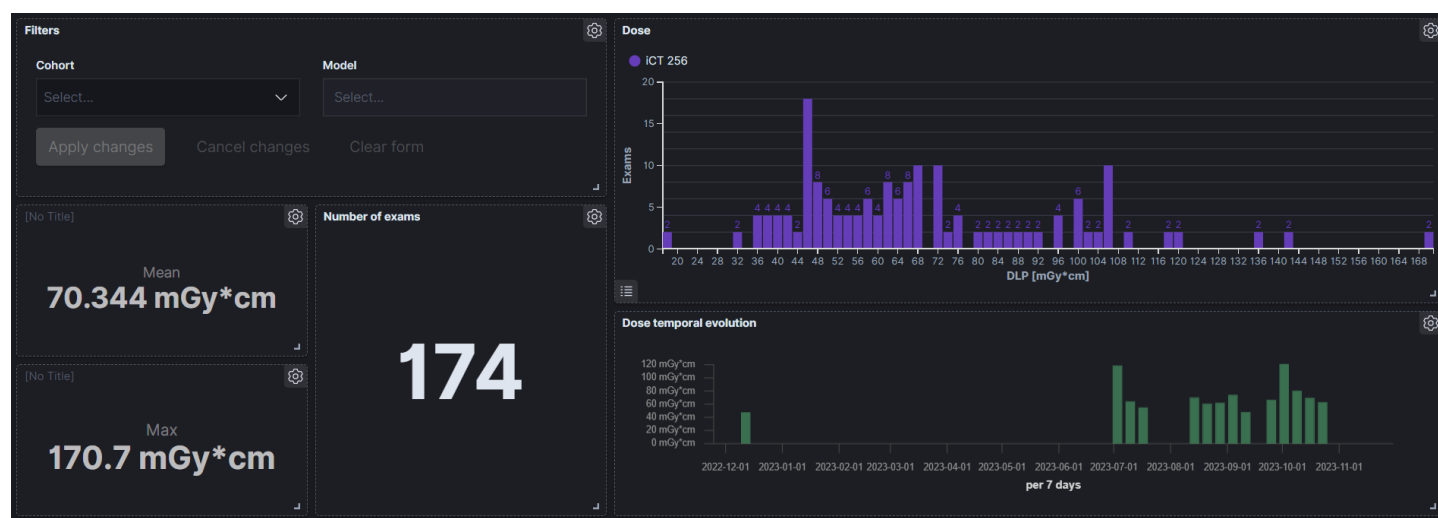 Filters
Cohort
Model
Select...
Select...
Apply changes
Cancel changes
Clear form
[No Title]
Mean
70.344 mGy*cm
[No Title]
Max
170.7 mGy*cm
Number of exams
174
Dose
iCT 256
20
15
10
5
0
Exams
2 2 4 4 4 4 2 8 6 4 4 4 6 4 8 6 8 2 4 2 2 2 2 2 2 2 4 6 2 2 2 2 2 2 2 2
20 24 28 32 36 40 44 48 52 56 60 64 68 72 76 80 84 88 92 96 100 104 108 112 116 120 124 128 132 136 140 144 148 152 156 160 164 168
DLP [mGy*cm]
Dose temporal evolution
120 mGy*cm
100 mGy*cm
80 mGy*cm
60 mGy*cm
40 mGy*cm
20 mGy*cm
0 mGy*cm
2022-12-01 2023-01-01 2023-02-01 2023-03-01 2023-04-01 2023-05-01 2023-06-01 2023-07-01 2023-08-01 2023-09-01 2023-10-01 2023-11-01
per 7 days